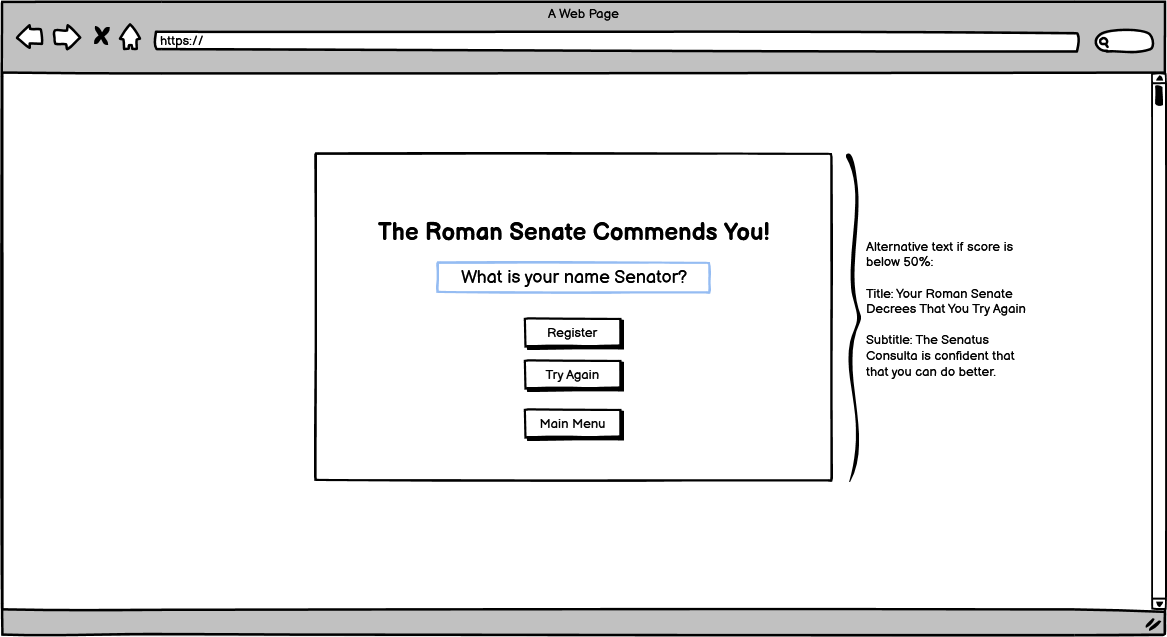 A Web Page
https://
The Roman Senate Commends You!
What is your name Senator?
Register
Try Again
Main Menu
Alternative text if score is
below 50%:
Title: Your Roman Senate
Decrees That You Try Again
Subtitle: The Senatus
Consulta is confident that
that you can do better.